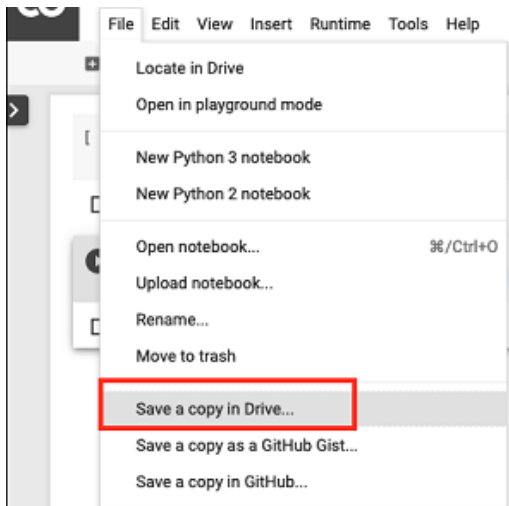 CO
File Edit View Insert Runtime Tools Help
Locate in Drive
Open in playground mode
New Python 3 notebook
New Python 2 notebook
Open notebook... ⌘/Ctrl+O
Upload notebook...
Rename...
Move to trash
Save a copy in Drive...
Save a copy as a GitHub Gist...
Save a copy in GitHub...